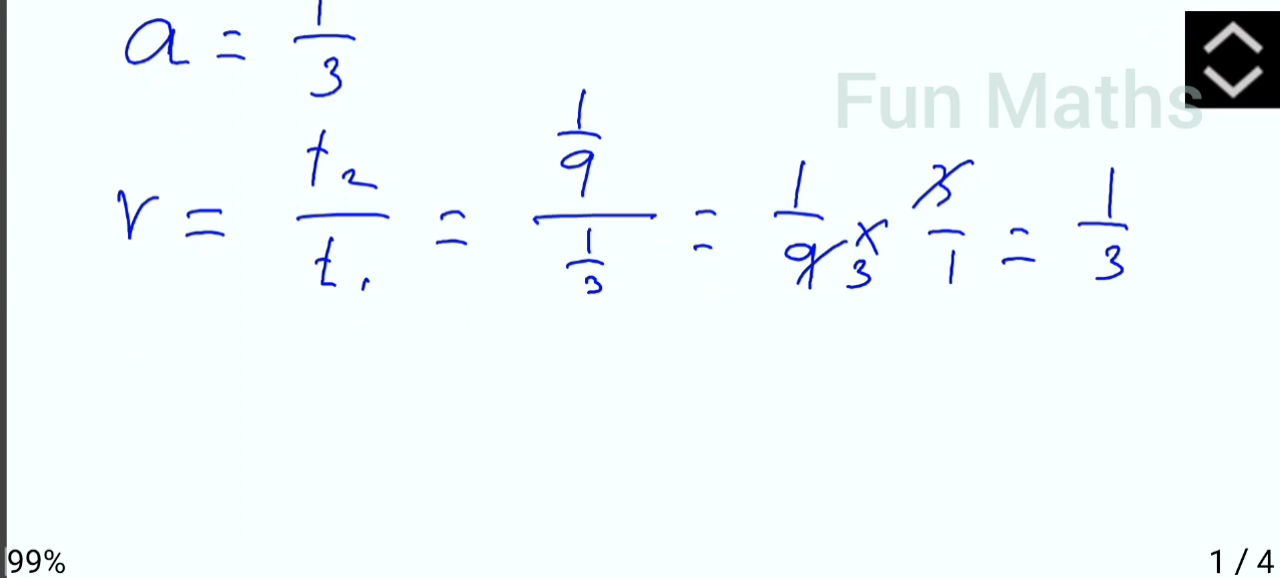 a = 1/3
Fun Maths
r = t₂/t₁ = (1/9)/(1/3) = 1/9 3 × 3/1 = 1/3
99%
1 / 4